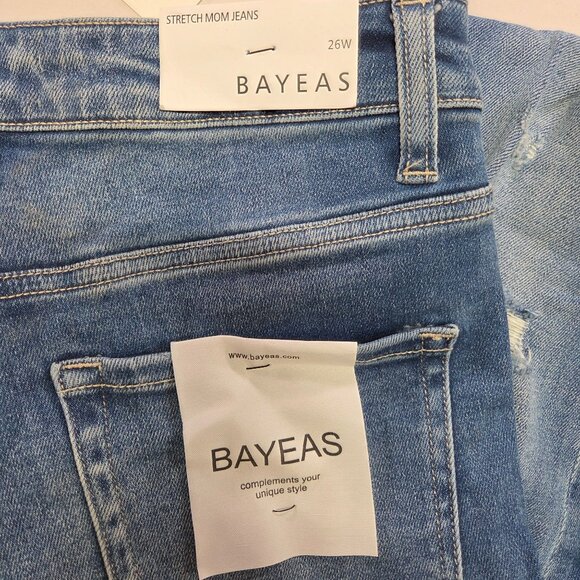 STRETCH MOM JEANS
26W
BAYEAS
www.bayeas.com
BAYEAS
complements your
unique style